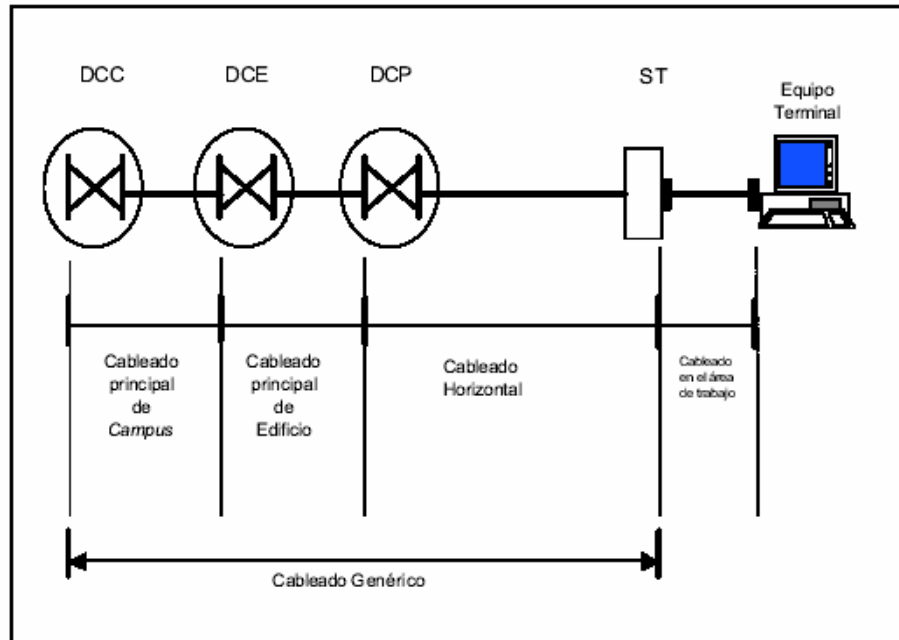 DCC
DCE
DCP
ST
Equipo
Terminal
Cableado
principal
de
Campus
Cableado
principal
de
Edificio
Cableado
Horizontal
Cableado
en el área
de trabajo
Cableado Genérico